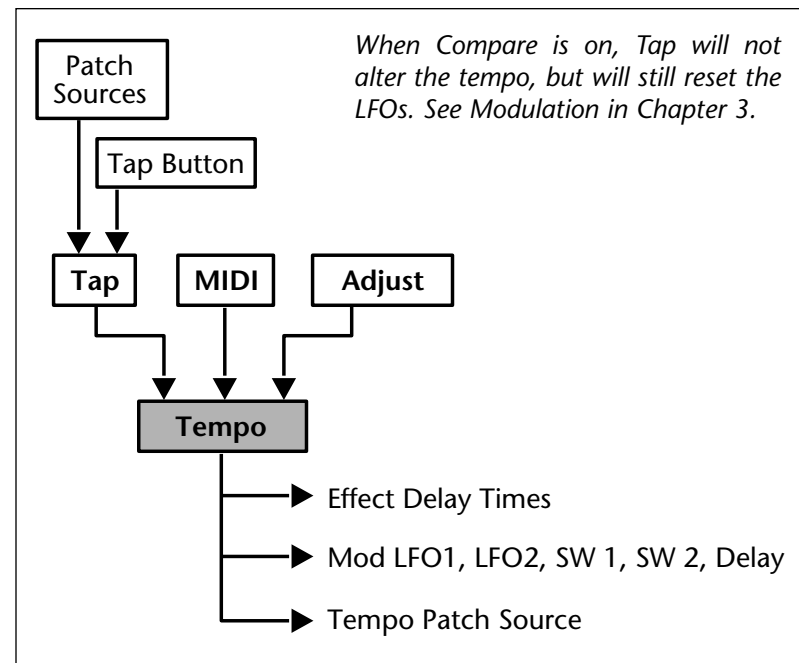 When Compare is on, Tap will not
alter the tempo, but will still reset the
LFOs. See Modulation in Chapter 3.
Patch
Sources
Tap Button
Tap
MIDI
Adjust
Tempo
Effect Delay Times
Mod LFO1, LFO2, SW 1, SW 2, Delay
Tempo Patch Source